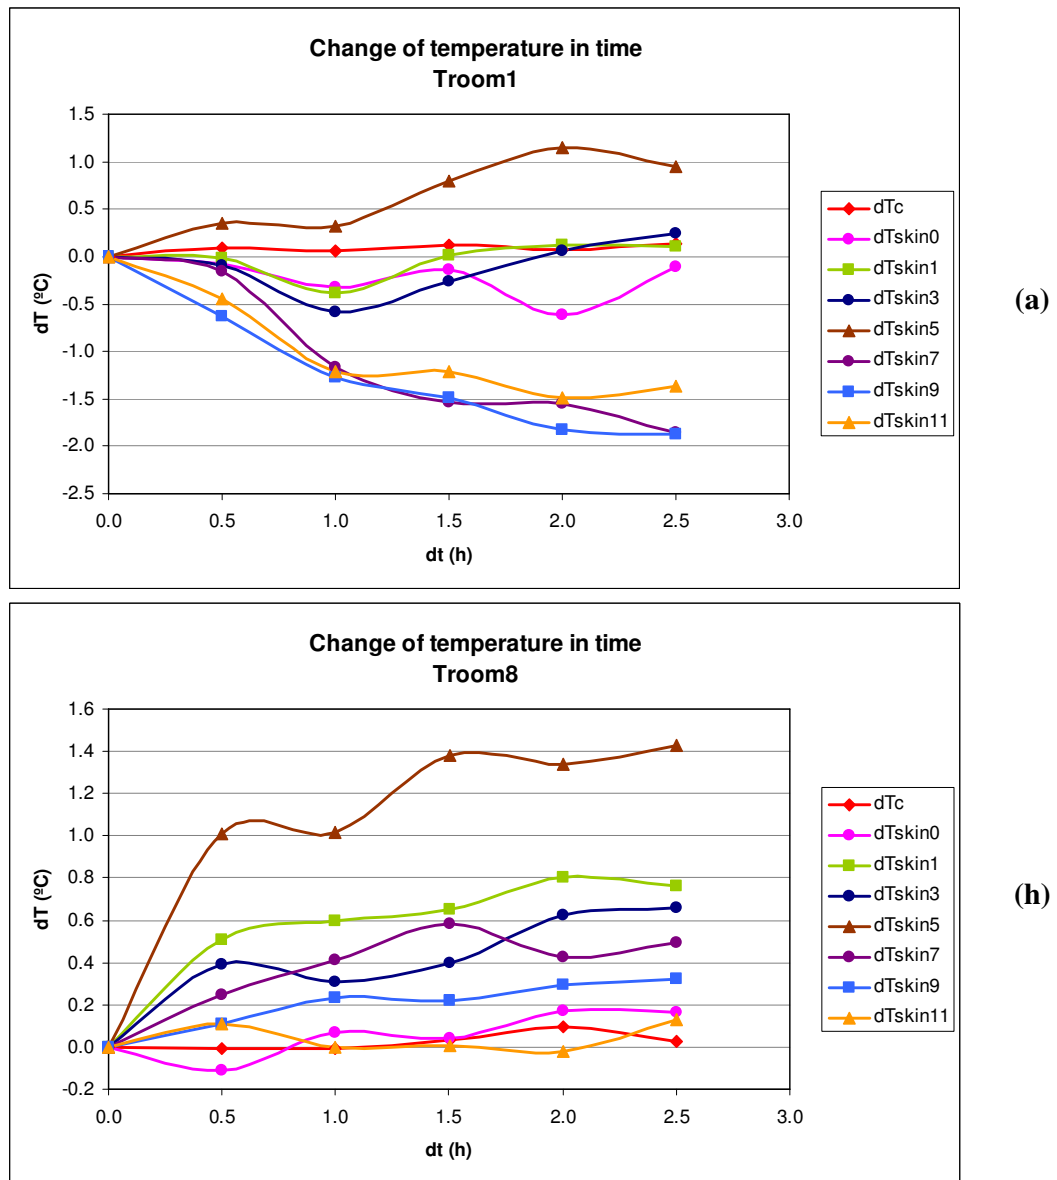 Change of temperature in time
Troom1
1.5
1.0
0.5
0.0
-0.5
-1.0
-1.5
-2.0
-2.5
dT (ºC)
0.0 0.5 1.0 1.5 2.0 2.5 3.0
dt (h)
dTc
dTskin0
dTskin1
dTskin3
dTskin5
dTskin7
dTskin9
dTskin11
(a)
Change of temperature in time
Troom8
1.6
1.4
1.2
1.0
0.8
0.6
0.4
0.2
0.0
-0.2
dT (ºC)
0.0 0.5 1.0 1.5 2.0 2.5 3.0
dt (h)
dTc
dTskin0
dTskin1
dTskin3
dTskin5
dTskin7
dTskin9
dTskin11
(h)